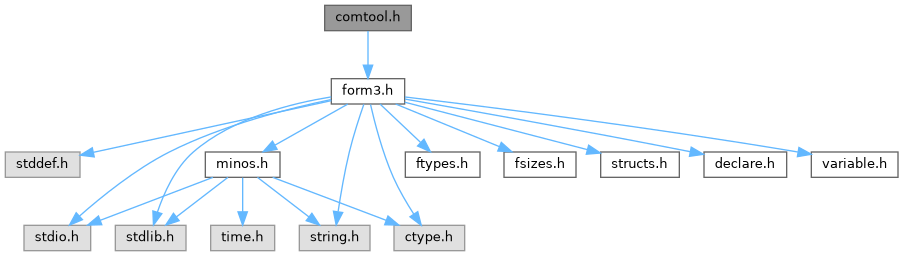 comtool.h
form3.h
stddef.h
minos.h
ftypes.h
fsizes.h
structs.h
declare.h
variable.h
stdio.h
stdlib.h
time.h
string.h
ctype.h